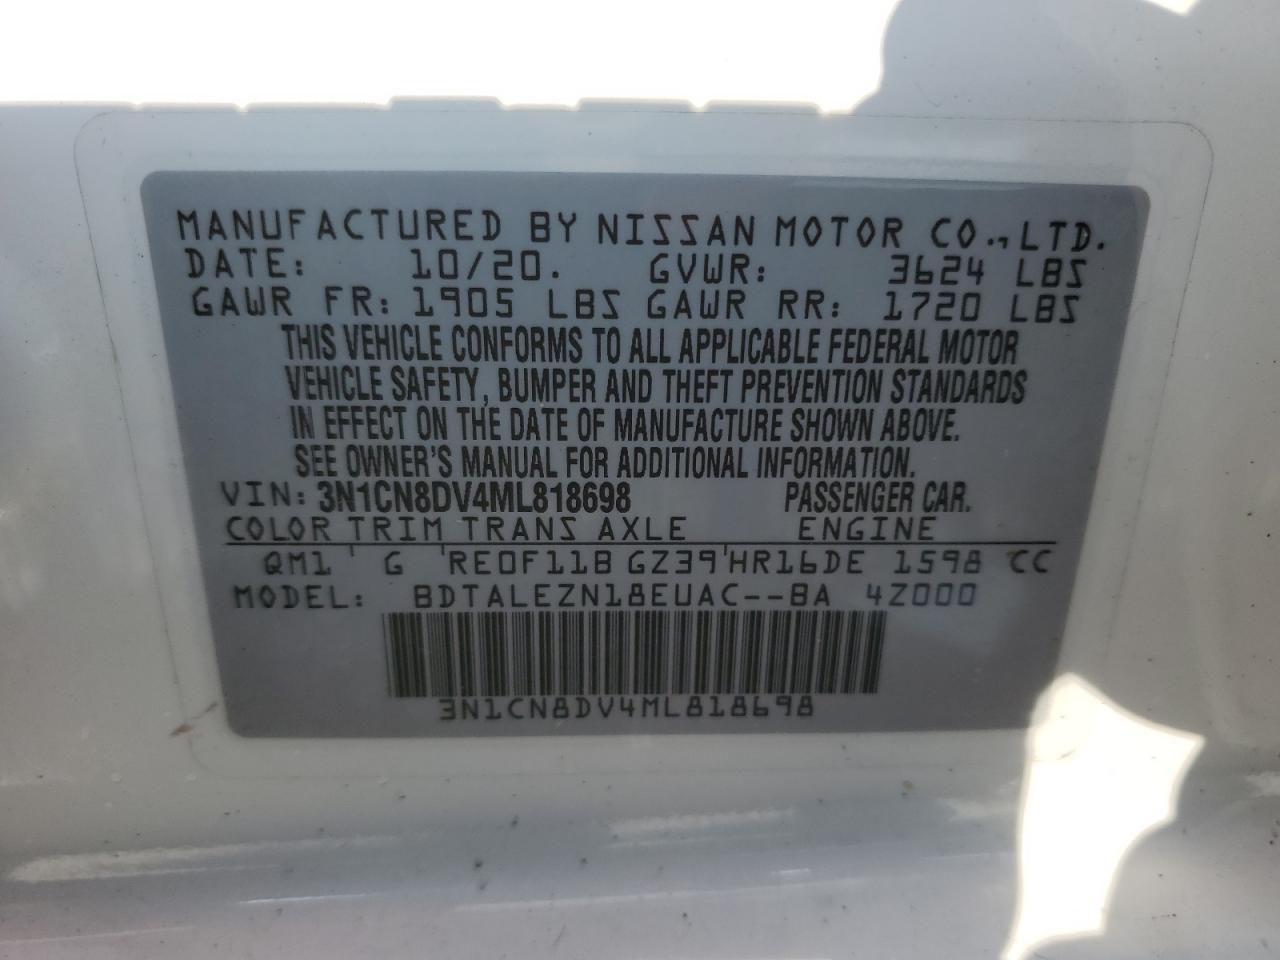 MANUFACTURED BY NISSAN MOTOR CO., LTD.
DATE: 10/20. GVWR: 3624 LBS
GAWR FR: 1905 LBS GAWR RR: 1720 LBS
THIS VEHICLE CONFORMS TO ALL APPLICABLE FEDERAL MOTOR
VEHICLE SAFETY, BUMPER AND THEFT PREVENTION STANDARDS
IN EFFECT ON THE DATE OF MANUFACTURE SHOWN ABOVE.
SEE OWNER'S MANUAL FOR ADDITIONAL INFORMATION.
VIN: 3N1CN8DV4ML818698 PASSENGER CAR.
COLOR TRIM TRANS AXLE ENGINE
QM1 ' G ' RE0F11B GZ39 ' HR16DE 1598 CC
MODEL: BDTALEZN18EUAC--BA 4Z000
3N1CN8DV4ML818698